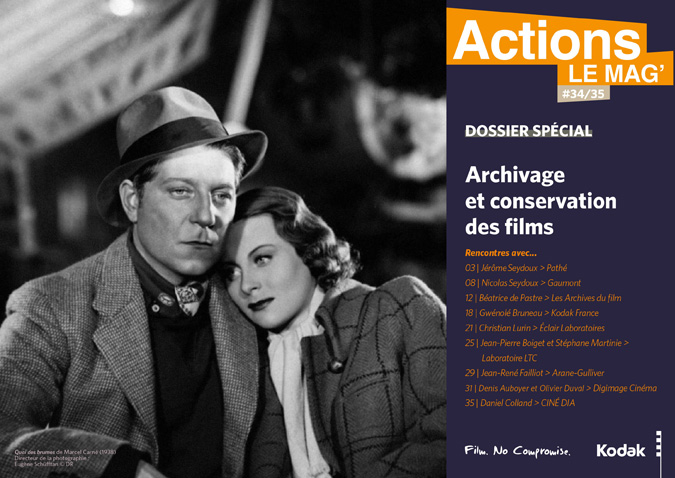 Actions
LE MAG'
#34/35
DOSSIER SPÉCIAL
Archivage
et conservation
des films
Rencontres avec...
03 | Jérôme Seydoux > Pathé
08 | Nicolas Seydoux > Gaumont
12 | Béatrice de Pastre > Les Archives du film
18 | Gwénolé Bruneau > Kodak France
21 | Christian Lurin > Éclair Laboratoires
25 | Jean-Pierre Boiget et Stéphane Martinie >
Laboratoire LTC
29 | Jean-René Failliot > Arane-Gulliver
31 | Denis Auboyer et Olivier Duval > Digimage Cinéma
35 | Daniel Colland > CINÉ DIA
Film. No Compromise.
Kodak
Quai des brumes de Marcel Carné (1938)
Directeur de la photographie :
Eugène Schüfftan © DR